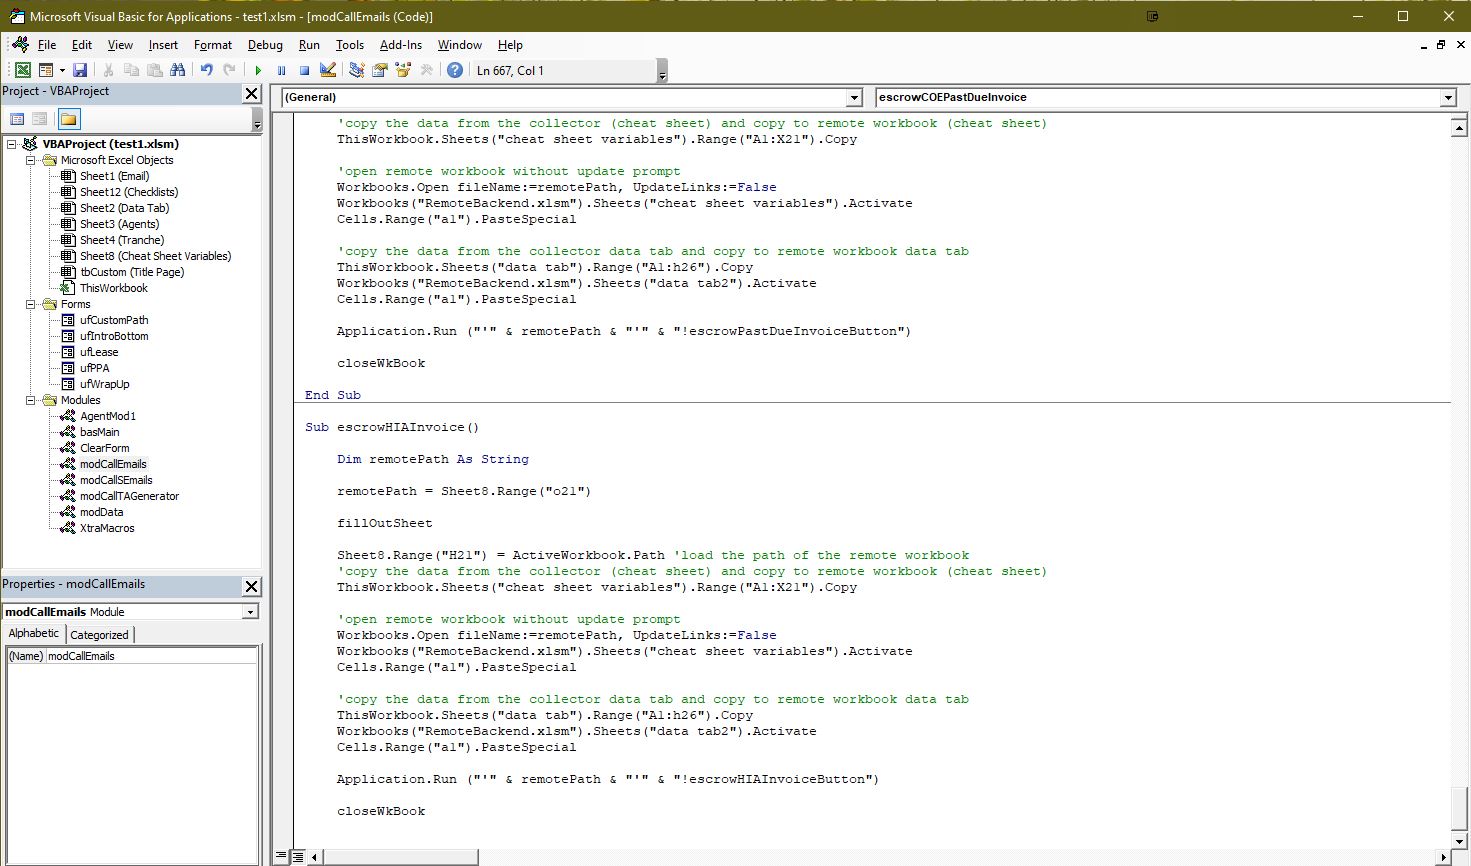 Microsoft Visual Basic for Applications - test1.xlsm - [modCallEmails (Code)]
File Edit View Insert Format Debug Run Tools Add-Ins Window Help
Ln 667, Col 1
Project - VBAProject
VBAProject (test1.xlsm)
Microsoft Excel Objects
Sheet1 (Email)
Sheet12 (Checklists)
Sheet2 (Data Tab)
Sheet3 (Agents)
Sheet4 (Tranche)
Sheet8 (Cheat Sheet Variables)
tbCustom (Title Page)
ThisWorkbook
Forms
ufCustomPath
ufIntroBottom
ufLease
ufPPA
ufWrapUp
Modules
AgentMod1
basMain
ClearForm
modCallEmails
modCallSEmails
modCallTAGenerator
modData
XtraMacros
Properties - modCallEmails
modCallEmails Module
Alphabetic Categorized
(Name) modCallEmails
(General) escrowCOEPastDueInvoice
'copy the data from the collector (cheat sheet) and copy to remote workbook (cheat sheet)
ThisWorkbook.Sheets("cheat sheet variables").Range("A1:X21").Copy
'open remote workbook without update prompt
Workbooks.Open fileName:=remotePath, UpdateLinks:=False
Workbooks("RemoteBackend.xlsm").Sheets("cheat sheet variables").Activate
Cells.Range("a1").PasteSpecial
'copy the data from the collector data tab and copy to remote workbook data tab
ThisWorkbook.Sheets("data tab").Range("A1:h26").Copy
Workbooks("RemoteBackend.xlsm").Sheets("data tab2").Activate
Cells.Range("a1").PasteSpecial
Application.Run ("'" & remotePath & "'" & "!escrowPastDueInvoiceButton")
closeWkBook
End Sub
Sub escrowHIAInvoice()
Dim remotePath As String
remotePath = Sheet8.Range("o21")
fillOutSheet
Sheet8.Range("H21") = ActiveWorkbook.Path 'load the path of the remote workbook
'copy the data from the collector (cheat sheet) and copy to remote workbook (cheat sheet)
ThisWorkbook.Sheets("cheat sheet variables").Range("A1:X21").Copy
'open remote workbook without update prompt
Workbooks.Open fileName:=remotePath, UpdateLinks:=False
Workbooks("RemoteBackend.xlsm").Sheets("cheat sheet variables").Activate
Cells.Range("a1").PasteSpecial
'copy the data from the collector data tab and copy to remote workbook data tab
ThisWorkbook.Sheets("data tab").Range("A1:h26").Copy
Workbooks("RemoteBackend.xlsm").Sheets("data tab2").Activate
Cells.Range("a1").PasteSpecial
Application.Run ("'" & remotePath & "'" & "!escrowHIAInvoiceButton")
closeWkBook